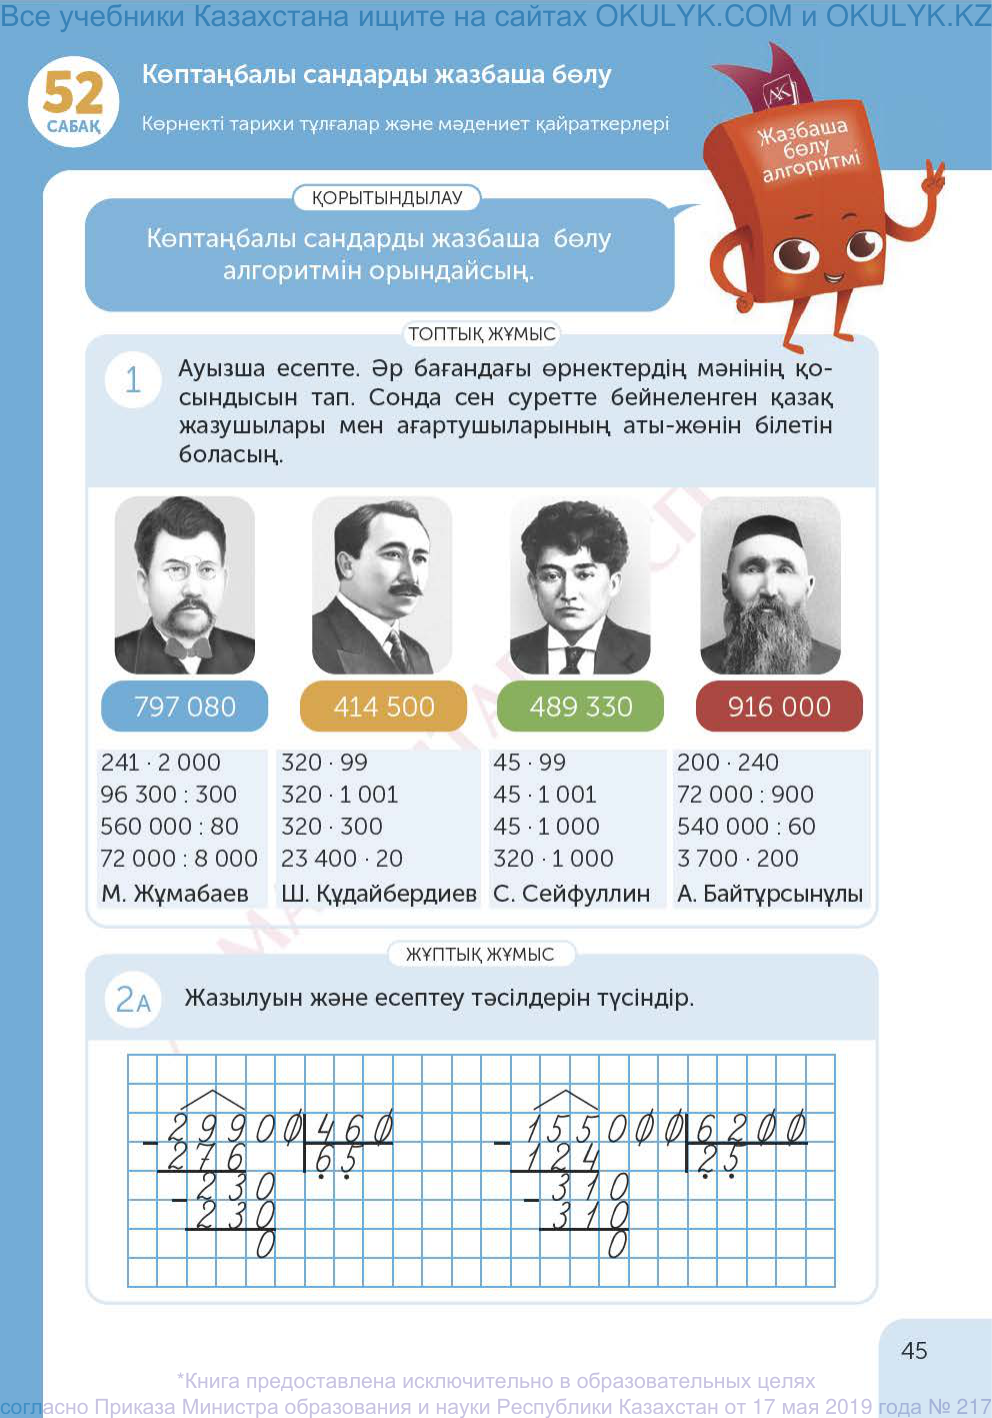 Все учебники Казахстана ищите на сайтах OKULYK.COM и OKULYK.KZ
52
САБАҚ
Көптаңбалы сандарды жазбаша бөлу
Көрнекті тарихи тұлғалар және мәдениет қайраткерлері
АК
Жазбаша
бөлу
алгоритмі
ҚОРЫТЫНДЫЛАУ
Көптаңбалы сандарды жазбаша бөлу
алгоритмін орындайсың.
ТОПТЫҚ ЖҰМЫС
1
Ауызша есепте. Әр бағандағы өрнектердің мәнінің қо-
сындысын тап. Сонда сен суретте бейнеленген қазақ
жазушылары мен ағартушыларының аты-жөнін білетін
боласың.
797 080 414 500 489 330 916 000
241 · 2 000 320 · 99 45 · 99 200 · 240
96 300 : 300 320 · 1 001 45 · 1 001 72 000 : 900
560 000 : 80 320 · 300 45 · 1 000 540 000 : 60
72 000 : 8 000 23 400 · 20 320 · 1 000 3 700 · 200
М. Жұмабаев Ш. Құдайбердиев С. Сейфуллин А. Байтұрсынұлы
ЖҰПТЫҚ ЖҰМЫС
2А
Жазылуын және есептеу тәсілдерін түсіндір.
29900 460 155000 6200
276 65 124 25
230 310
230 310
0 0
45
*Книга предоставлена исключительно в образовательных целях
согласно Приказа Министра образования и науки Республики Казахстан от 17 мая 2019 года № 217